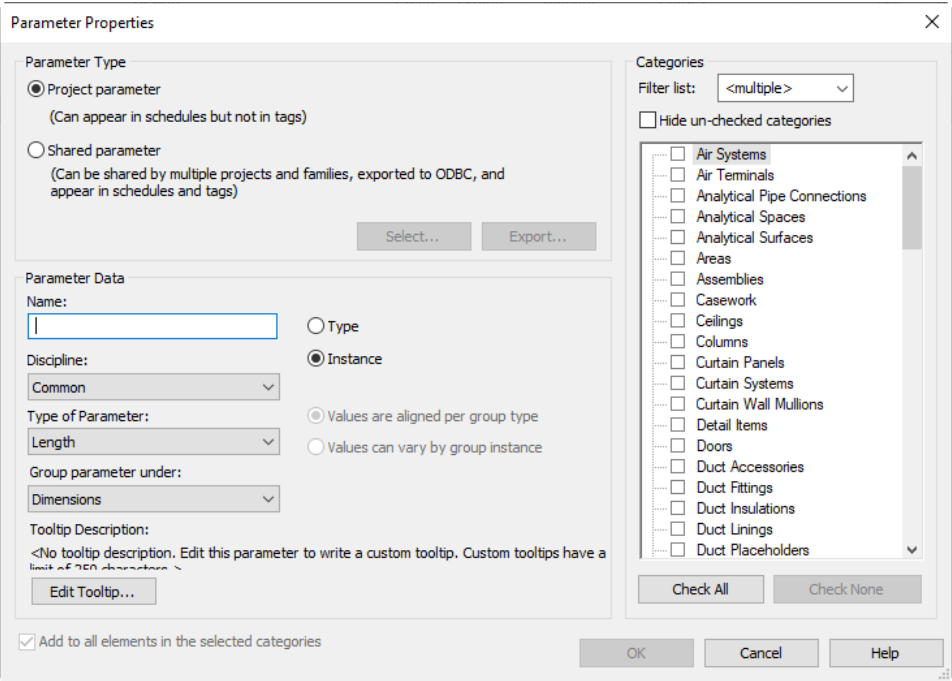 Parameter Properties
Parameter Type
Project parameter
(Can appear in schedules but not in tags)
Shared parameter
(Can be shared by multiple projects and families, exported to ODBC, and
appear in schedules and tags)
Select...
Export...
Parameter Data
Name:
Type
Instance
Discipline:
Common
Type of Parameter:
Length
Values are aligned per group type
Values can vary by group instance
Group parameter under:
Dimensions
Tooltip Description:
<No tooltip description. Edit this parameter to write a custom tooltip. Custom tooltips have a
limit of 250 characters.>
Edit Tooltip...
Add to all elements in the selected categories
Categories
Filter list:
<multiple>
Hide un-checked categories
Air Systems
Air Terminals
Analytical Pipe Connections
Analytical Spaces
Analytical Surfaces
Areas
Assemblies
Casework
Ceilings
Columns
Curtain Panels
Curtain Systems
Curtain Wall Mullions
Detail Items
Doors
Duct Accessories
Duct Fittings
Duct Insulations
Duct Linings
Duct Placeholders
Check All
Check None
OK
Cancel
Help